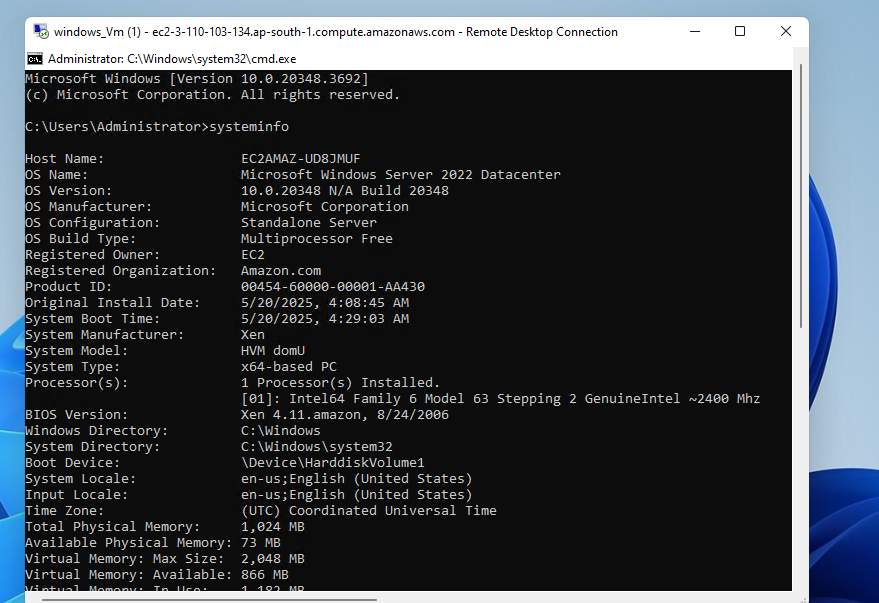 windows_Vm (1) - ec2-3-110-103-134.ap-south-1.compute.amazonaws.com - Remote Desktop Connection
Administrator: C:\Windows\system32\cmd.exe
Microsoft Windows [Version 10.0.20348.3692]
(c) Microsoft Corporation. All rights reserved.
C:\Users\Administrator>systeminfo
Host Name: EC2AMAZ-UD8JMUF
OS Name: Microsoft Windows Server 2022 Datacenter
OS Version: 10.0.20348 N/A Build 20348
OS Manufacturer: Microsoft Corporation
OS Configuration: Standalone Server
OS Build Type: Multiprocessor Free
Registered Owner: EC2
Registered Organization: Amazon.com
Product ID: 00454-60000-00001-AA430
Original Install Date: 5/20/2025, 4:08:45 AM
System Boot Time: 5/20/2025, 4:29:03 AM
System Manufacturer: Xen
System Model: HVM domU
System Type: x64-based PC
Processor(s): 1 Processor(s) Installed.
[01]: Intel64 Family 6 Model 63 Stepping 2 GenuineIntel ~2400 Mhz
BIOS Version: Xen 4.11.amazon, 8/24/2006
Windows Directory: C:\Windows
System Directory: C:\Windows\system32
Boot Device: \Device\HarddiskVolume1
System Locale: en-us;English (United States)
Input Locale: en-us;English (United States)
Time Zone: (UTC) Coordinated Universal Time
Total Physical Memory: 1,024 MB
Available Physical Memory: 73 MB
Virtual Memory: Max Size: 2,048 MB
Virtual Memory: Available: 866 MB
Virtual Memory: In Use: 1,182 MB